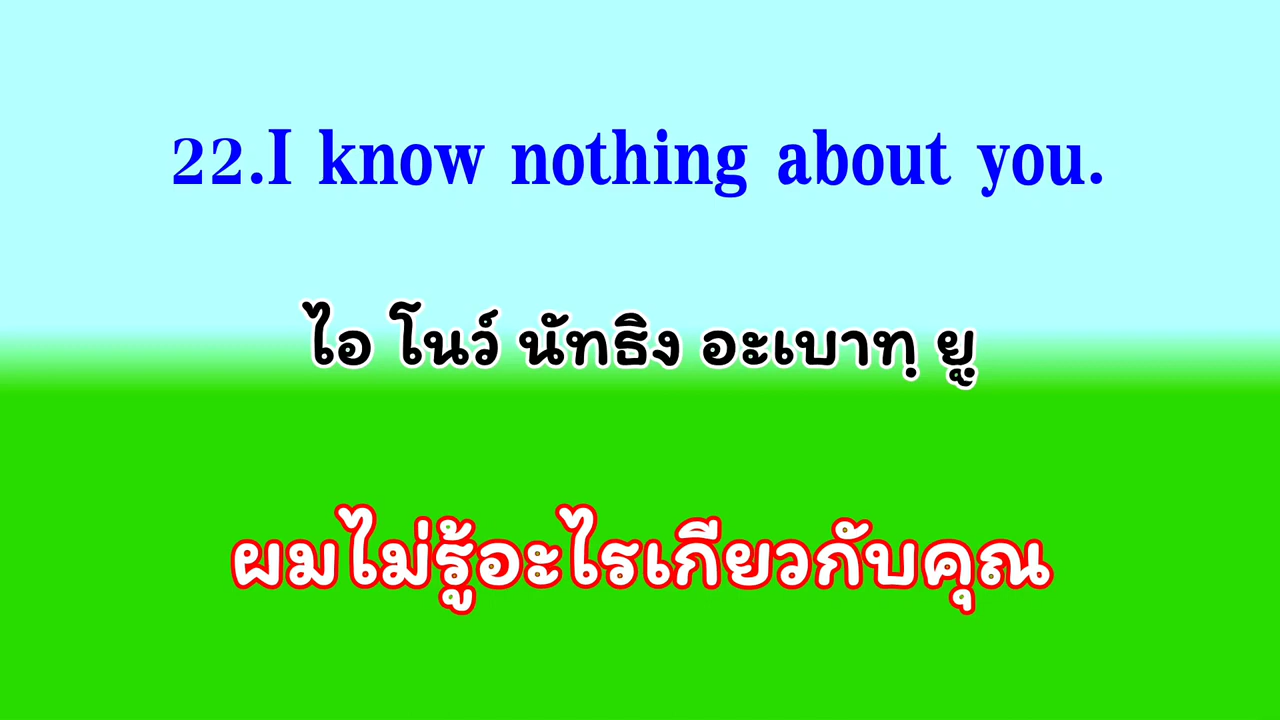 22.I know nothing about you.
ไอ โนว์ นัทธิง อะเบาทฺ ยู
ผมไม่รู้อะไรเกียวกับคุณ